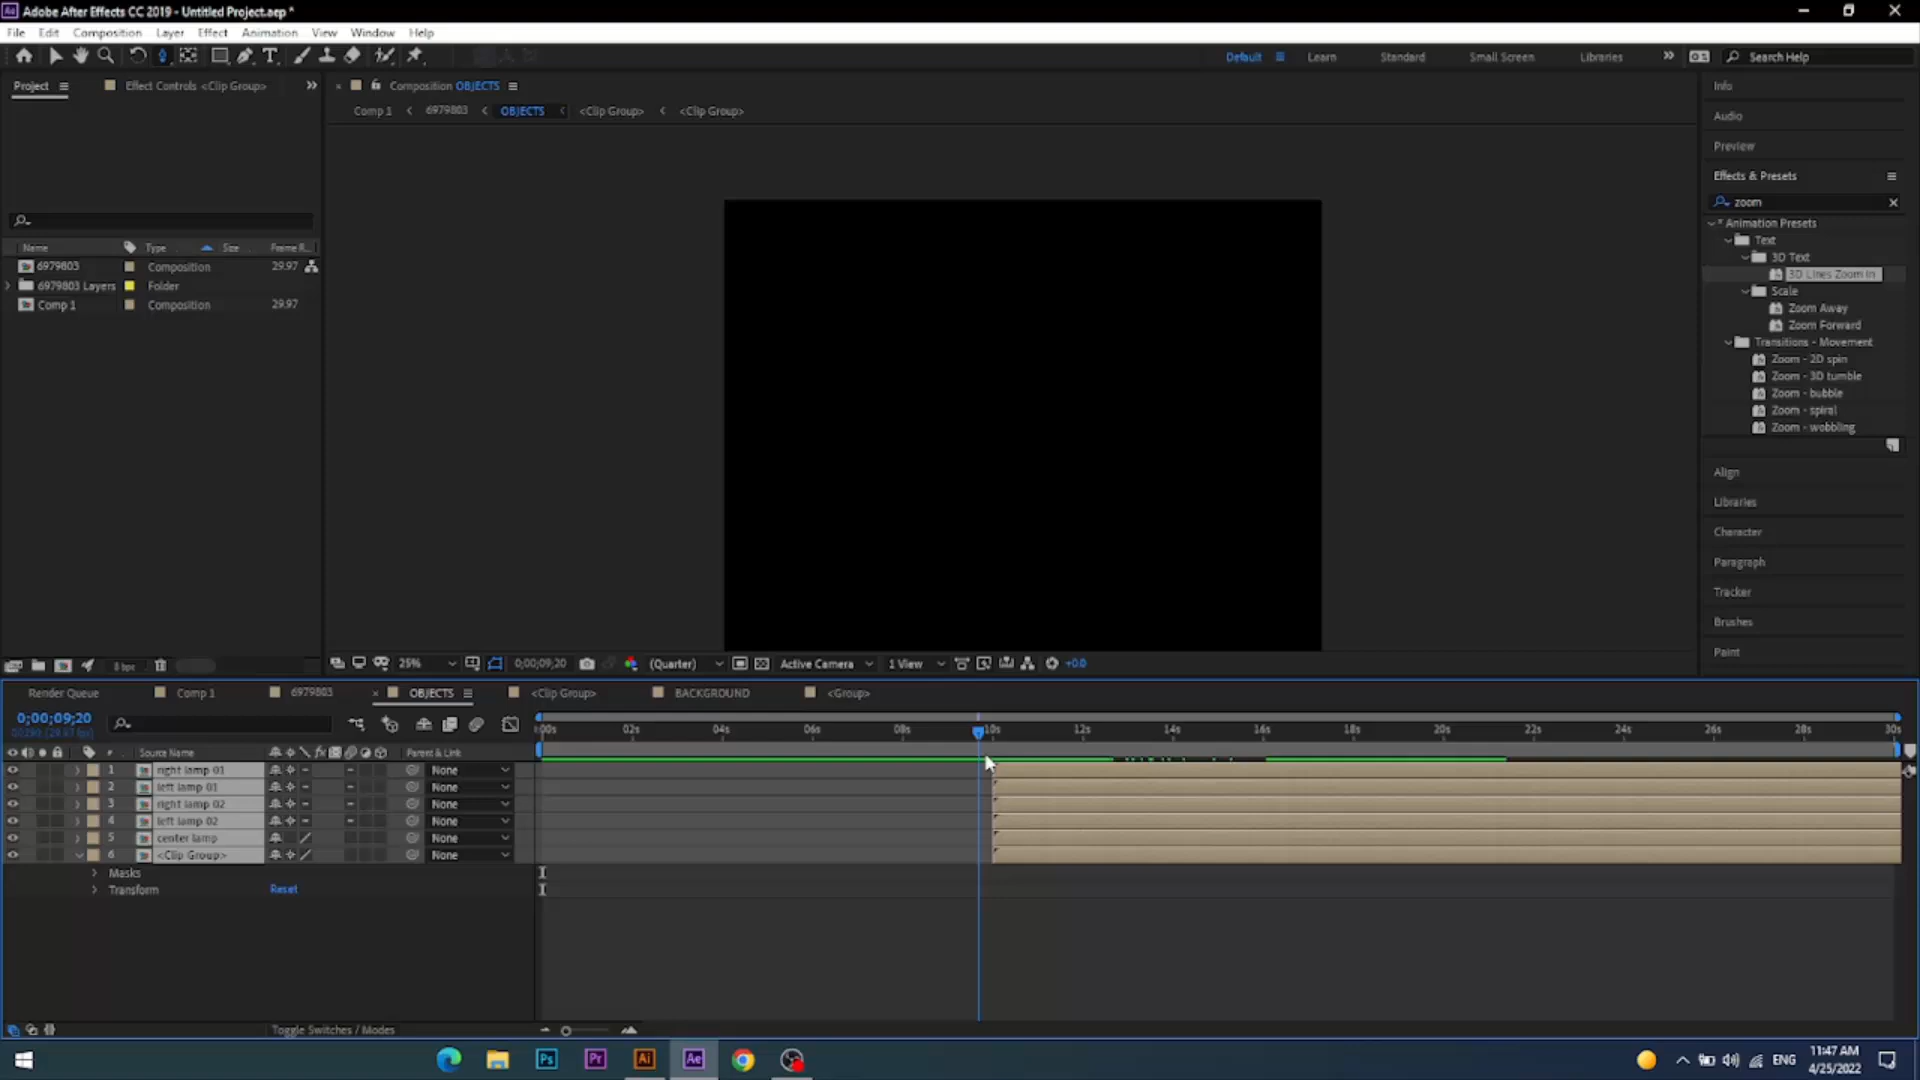 Adobe After Effects CC 2019 - Untitled Project.aep *
File Edit Composition Layer Effect Animation View Window Help
Default Learn Standard Small Screen Libraries Search Help
Project Effect Controls <Clip Group>
Composition OBJECTS
Comp 1 6979803 OBJECTS <Clip Group> <Clip Group>
Name Type Size Frame R...
6979803 Composition 29.97
6979803 Layers Folder
Comp 1 Composition 29.97
8 bpc
25% 0;00;09;20 (Quarter) Active Camera 1 View +0.0
Info
Audio
Preview
Effects & Presets
zoom
* Animation Presets
Text
3D Text
3D Lines Zoom In
Scale
Zoom Away
Zoom Forward
Transitions - Movement
Zoom - 2D spin
Zoom - 3D tumble
Zoom - bubble
Zoom - spiral
Zoom - wobbling
Align
Libraries
Character
Paragraph
Tracker
Brushes
Paint
Render Queue Comp 1 6979803 OBJECTS <Clip Group> BACKGROUND <Group>
0;00;09;20
00290 (29.97 fps)
:00s 02s 04s 06s 08s 10s 12s 14s 16s 18s 20s 22s 24s 26s 28s 30s
# Source Name Parent & Link
1 right lamp 01 None
2 left lamp 01 None
3 right lamp 02 None
4 left lamp 02 None
5 center lamp None
6 <Clip Group> None
Masks
Transform Reset
Toggle Switches / Modes
Ps Pr Ai Ae
ENG
11:47 AM
4/25/2022